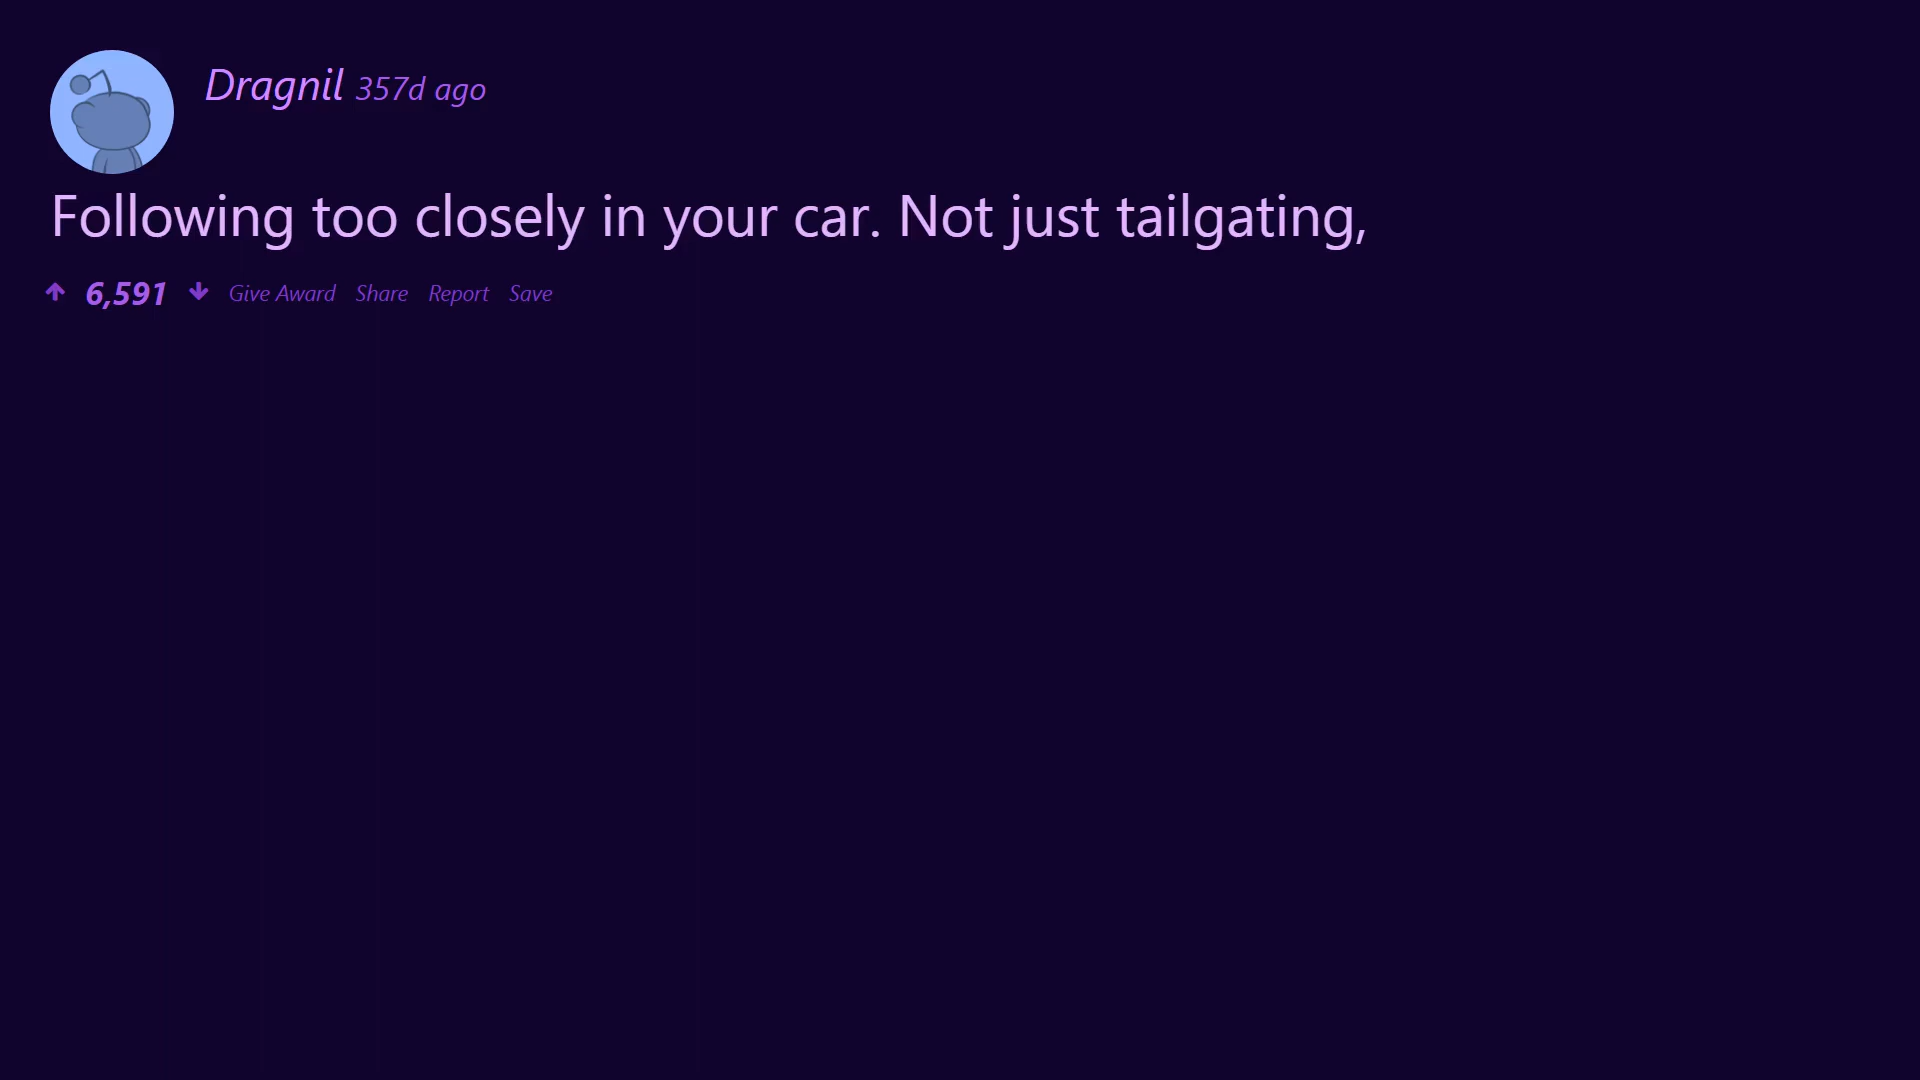 Dragnil 357d ago
Following too closely in your car. Not just tailgating,
6,591 Give Award Share Report Save